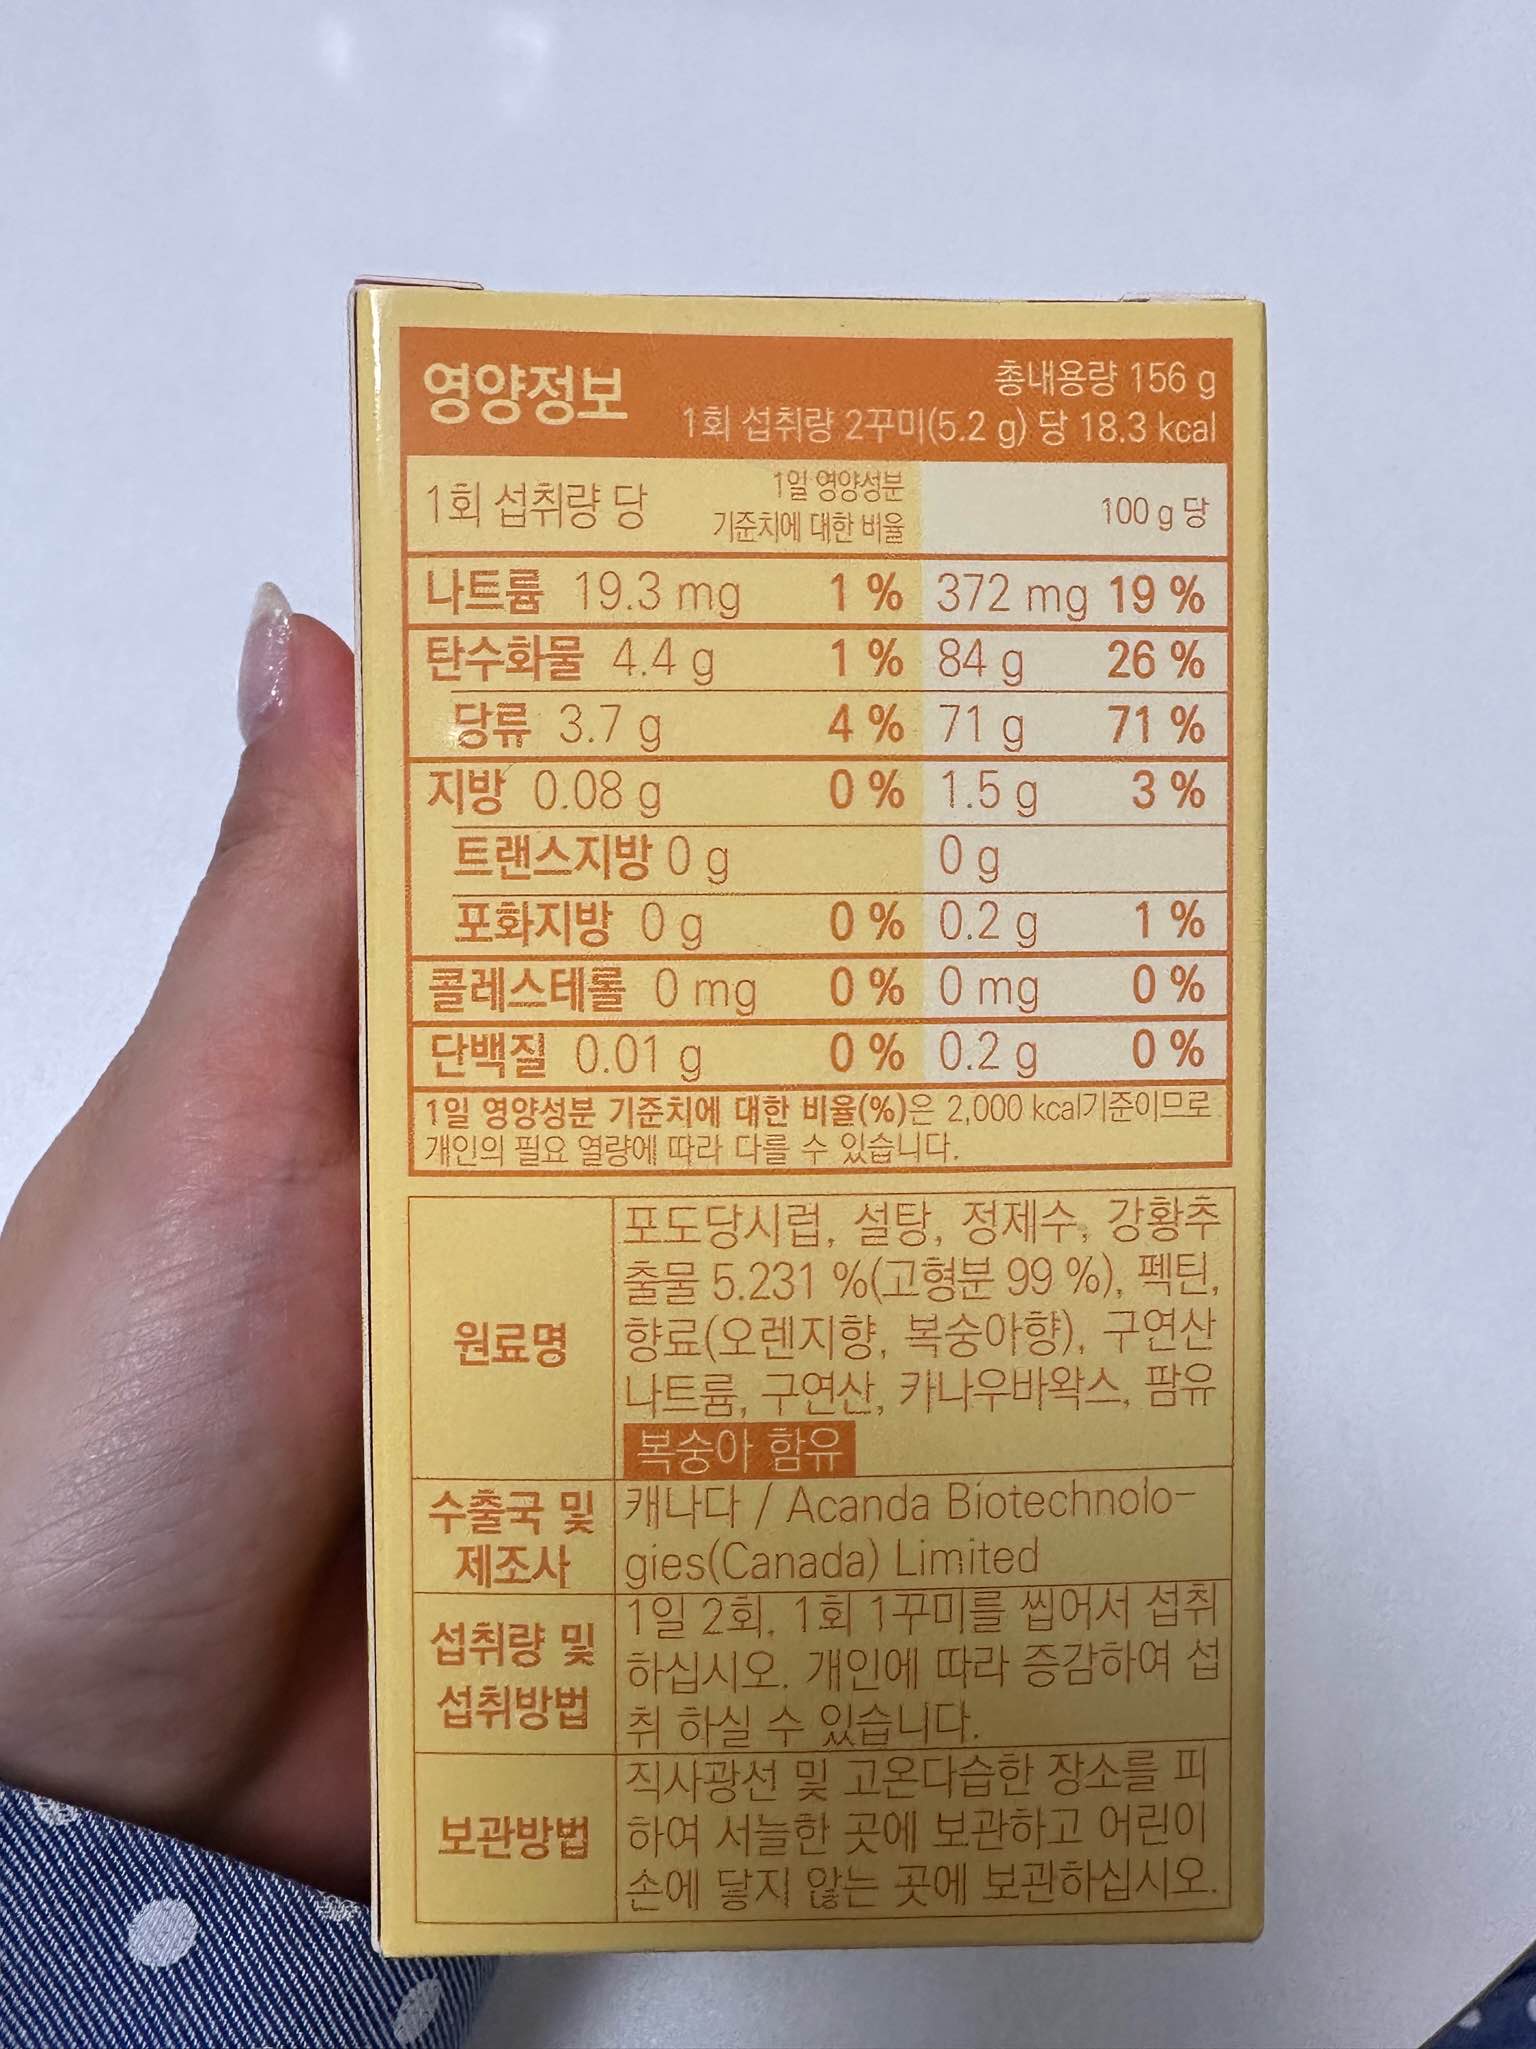 영양정보
총내용량 156 g
1회 섭취량 2꾸미(5.2 g) 당 18.3 kcal
1회 섭취량 당
1일 영양성분
기준치에 대한 비율
100 g 당
나트륨 19.3 mg 1 % 372 mg 19 %
탄수화물 4.4 g 1 % 84 g 26 %
당류 3.7 g 4 % 71 g 71 %
지방 0.08 g 0 % 1.5 g 3 %
트랜스지방 0 g 0 g
포화지방 0 g 0 % 0.2 g 1 %
콜레스테롤 0 mg 0 % 0 mg 0 %
단백질 0.01 g 0 % 0.2 g 0 %
1일 영양성분 기준치에 대한 비율(%)은 2,000 kcal기준이므로
개인의 필요 열량에 따라 다를 수 있습니다.
원료명
포도당시럽, 설탕, 정제수, 강황추
출물 5.231 %(고형분 99 %), 펙틴,
향료(오렌지향, 복숭아향), 구연산
나트륨, 구연산, 카나우바왁스, 팜유
복숭아 함유
수출국 및
제조사
캐나다 / Acanda Biotechnolo-
gies(Canada) Limited
섭취량 및
섭취방법
1일 2회, 1회 1꾸미를 씹어서 섭취
하십시오. 개인에 따라 증감하여 섭
취 하실 수 있습니다.
보관방법
직사광선 및 고온다습한 장소를 피
하여 서늘한 곳에 보관하고 어린이
손에 닿지 않는 곳에 보관하십시오.